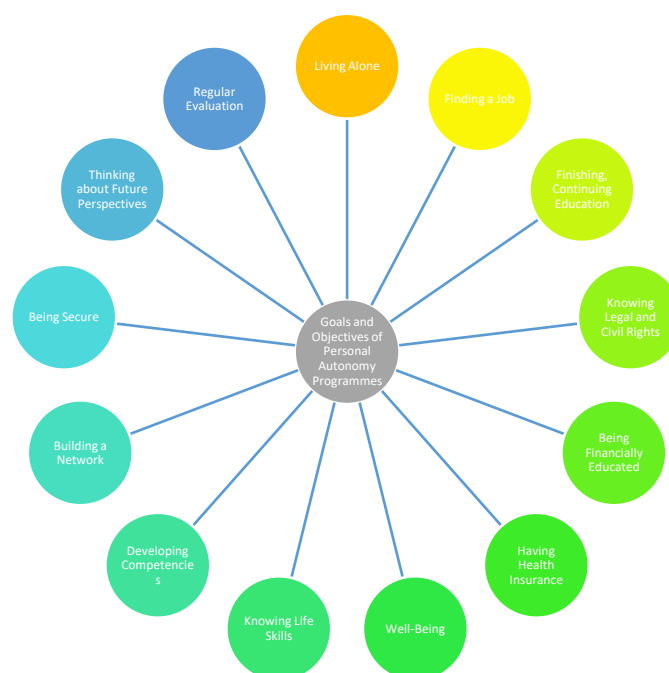 Living Alone
Finding a Job
Finishing,
Continuing
Education
Knowing
Legal and
Civil Rights
Being
Financially
Educated
Having
Health
Insurance
Well-Being
Knowing Life
Skills
Developing
Competencie
s
Building a
Network
Being Secure
Thinking
about Future
Perspectives
Regular
Evaluation
Goals and
Objectives of
Personal
Autonomy
Programmes